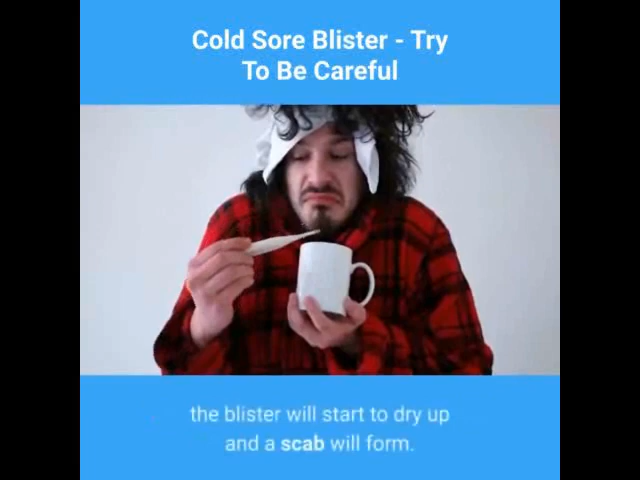 Cold Sore Blister - Try
To Be Careful
the blister will start to dry up
and a scab will form.